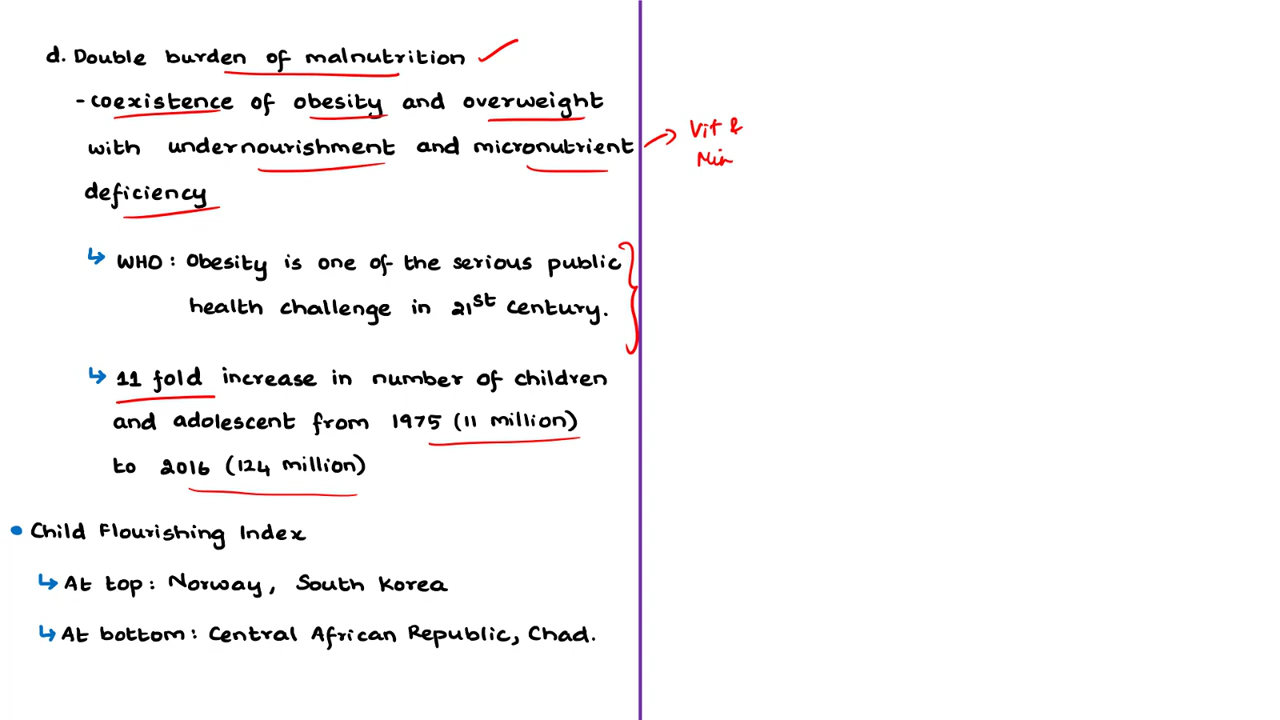 d. Double burden of malnutrition
- coexistence of obesity and overweight
with undernourishment and micronutrient
deficiency
Vit &
Min
↳ WHO: Obesity is one of the serious public
health challenge in 21st century.
↳ 11 fold increase in number of children
and adolescent from 1975 (11 million)
to 2016 (124 million)
• Child Flourishing Index
↳ At top: Norway, South Korea
↳ At bottom: Central African Republic, Chad.